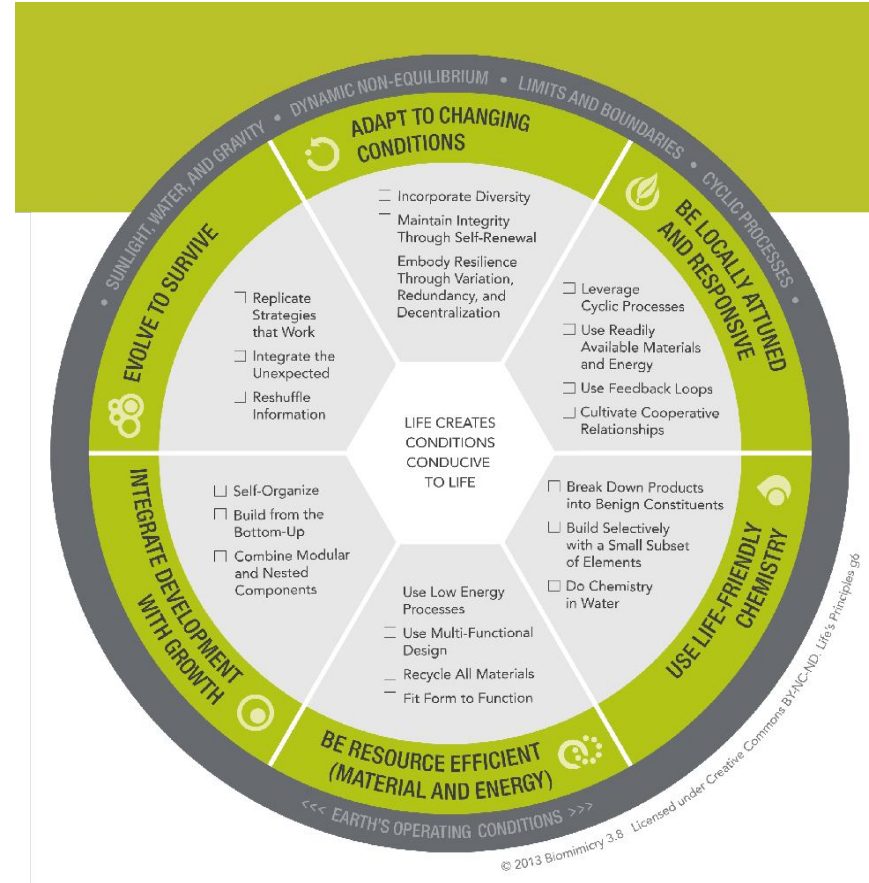 • SUNLIGHT, WATER, AND GRAVITY • DYNAMIC NON-EQUILIBRIUM • LIMITS AND BOUNDARIES • CYCLIC PROCESSES •
ADAPT TO CHANGING
CONDITIONS
Incorporate Diversity
Maintain Integrity
Through Self-Renewal
Embody Resilience
Through Variation,
Redundancy, and
Decentralization
BE LOCALLY ATTUNED
AND RESPONSIVE
Leverage
Cyclic Processes
Use Readily
Available Materials
and Energy
Use Feedback Loops
Cultivate Cooperative
Relationships
USE LIFE-FRIENDLY
CHEMISTRY
Break Down Products
into Benign Constituents
Build Selectively
with a Small Subset
of Elements
Do Chemistry
in Water
BE RESOURCE EFFICIENT
(MATERIAL AND ENERGY)
Use Low Energy
Processes
Use Multi-Functional
Design
Recycle All Materials
Fit Form to Function
INTEGRATE DEVELOPMENT
WITH GROWTH
Self-Organize
Build from the
Bottom-Up
Combine Modular
and Nested
Components
EVOLVE TO SURVIVE
Replicate
Strategies
that Work
Integrate the
Unexpected
Reshuffle
Information
LIFE CREATES
CONDITIONS
CONDUCIVE
TO LIFE
<<< EARTH'S OPERATING CONDITIONS >>>
© 2013 Biomimicry 3.8 Licensed under Creative Commons BY-NC-ND. Life's Principles g6